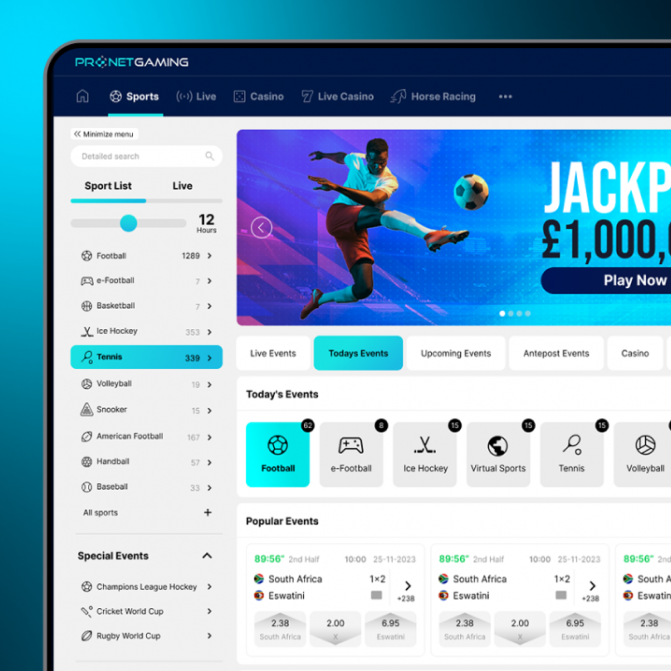 PRONETGAMING
Sports
Live
Casino
Live Casino
Horse Racing
Minimize menu
Detailed search
Sport List
Live
12
Hours
Football 1289
e-Football 7
Basketball 7
Ice Hockey 353
Tennis 339
Volleyball 19
Snooker 15
American Football 167
Handball 57
Baseball 33
All sports +
Special Events
Champions League Hockey
Cricket World Cup
Rugby World Cup
JACKP
£1,000,
Play Now
Live Events
Todays Events
Upcoming Events
Antepost Events
Casino
Today's Events
62
Football
8
e-Football
15
Ice Hockey
15
Virtual Sports
15
Tennis
Volleyball
Popular Events
89:56" 2nd Half 10:00 25-11-2023
South Africa 1×2
Eswatini +238
2.38 2.00 6.95
South Africa X Eswatini
89:56" 2nd Half 10:00 25-11-2023
South Africa 1×2
Eswatini +238
2.38 2.00 6.95
South Africa X Eswatini
89:56" 2nd
South
Eswati
2.38
South Africa